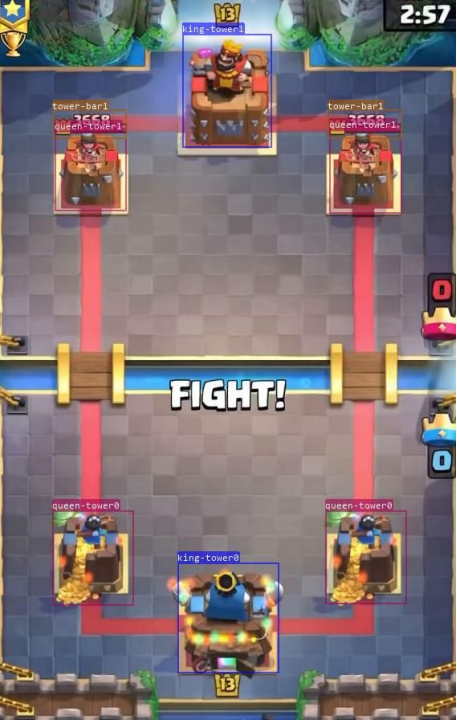 13
2:57
king-tower1
tower-bar1
tower-bar1
3668
3668
queen-tower1
queen-tower1
0
FIGHT!
0
queen-tower0
queen-tower0
king-tower0
13